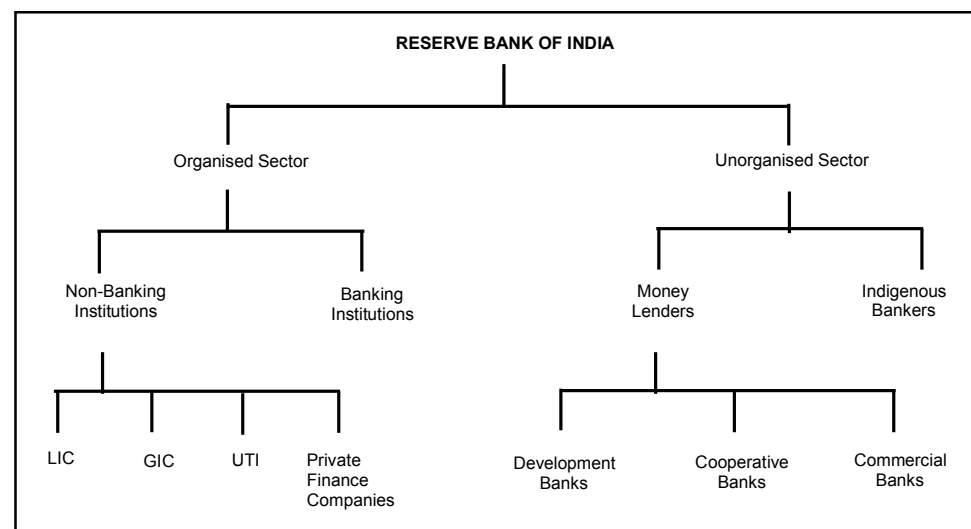 RESERVE BANK OF INDIA
Organised Sector
Unorganised Sector
Non-Banking
Institutions
Banking
Institutions
Money
Lenders
Indigenous
Bankers
LIC
GIC
UTI
Private
Finance
Companies
Development
Banks
Cooperative
Banks
Commercial
Banks